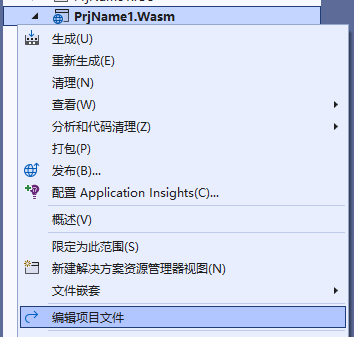 PrjName1.Wasm
生成(U)
重新生成(E)
清理(N)
查看(W)
分析和代码清理(Z)
打包(P)
发布(B)...
配置 Application Insights(C)...
概述(V)
限定为此范围(S)
新建解决方案资源管理器视图(N)
文件嵌套
编辑项目文件